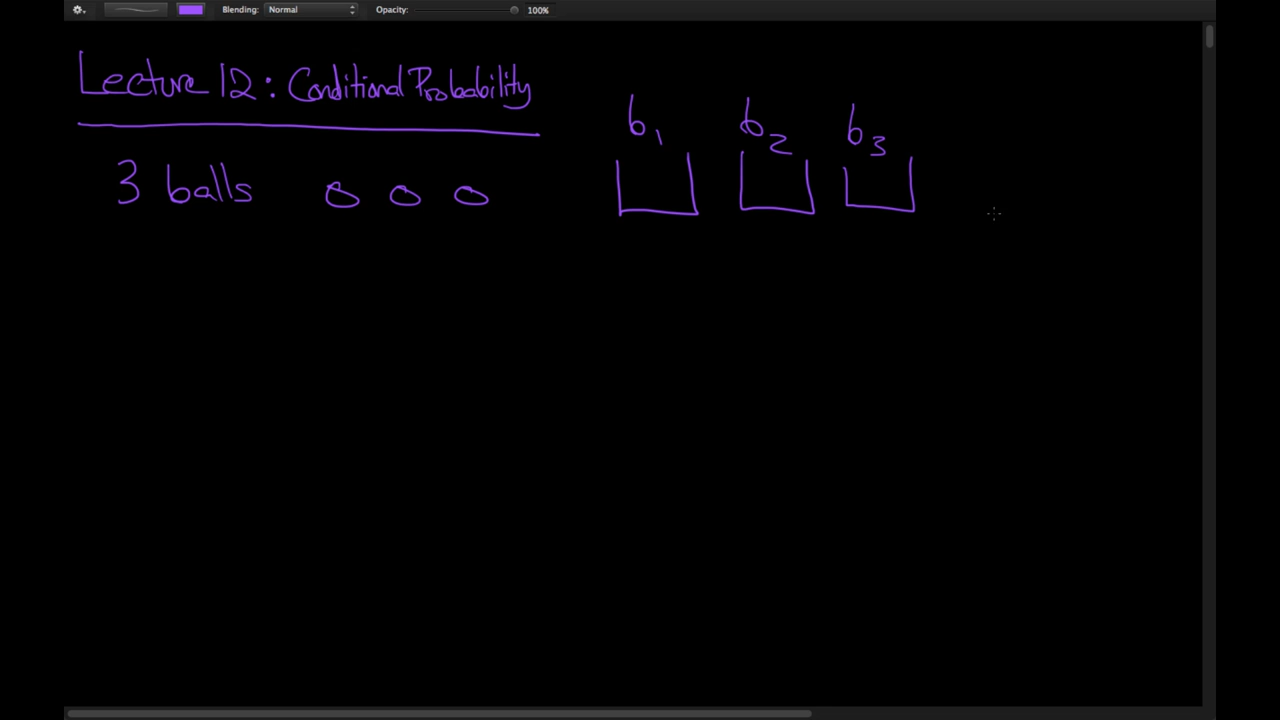 Blending: Normal Opacity: 100%
Lecture 12: Conditional Probability
b1 b2 b3
3 balls